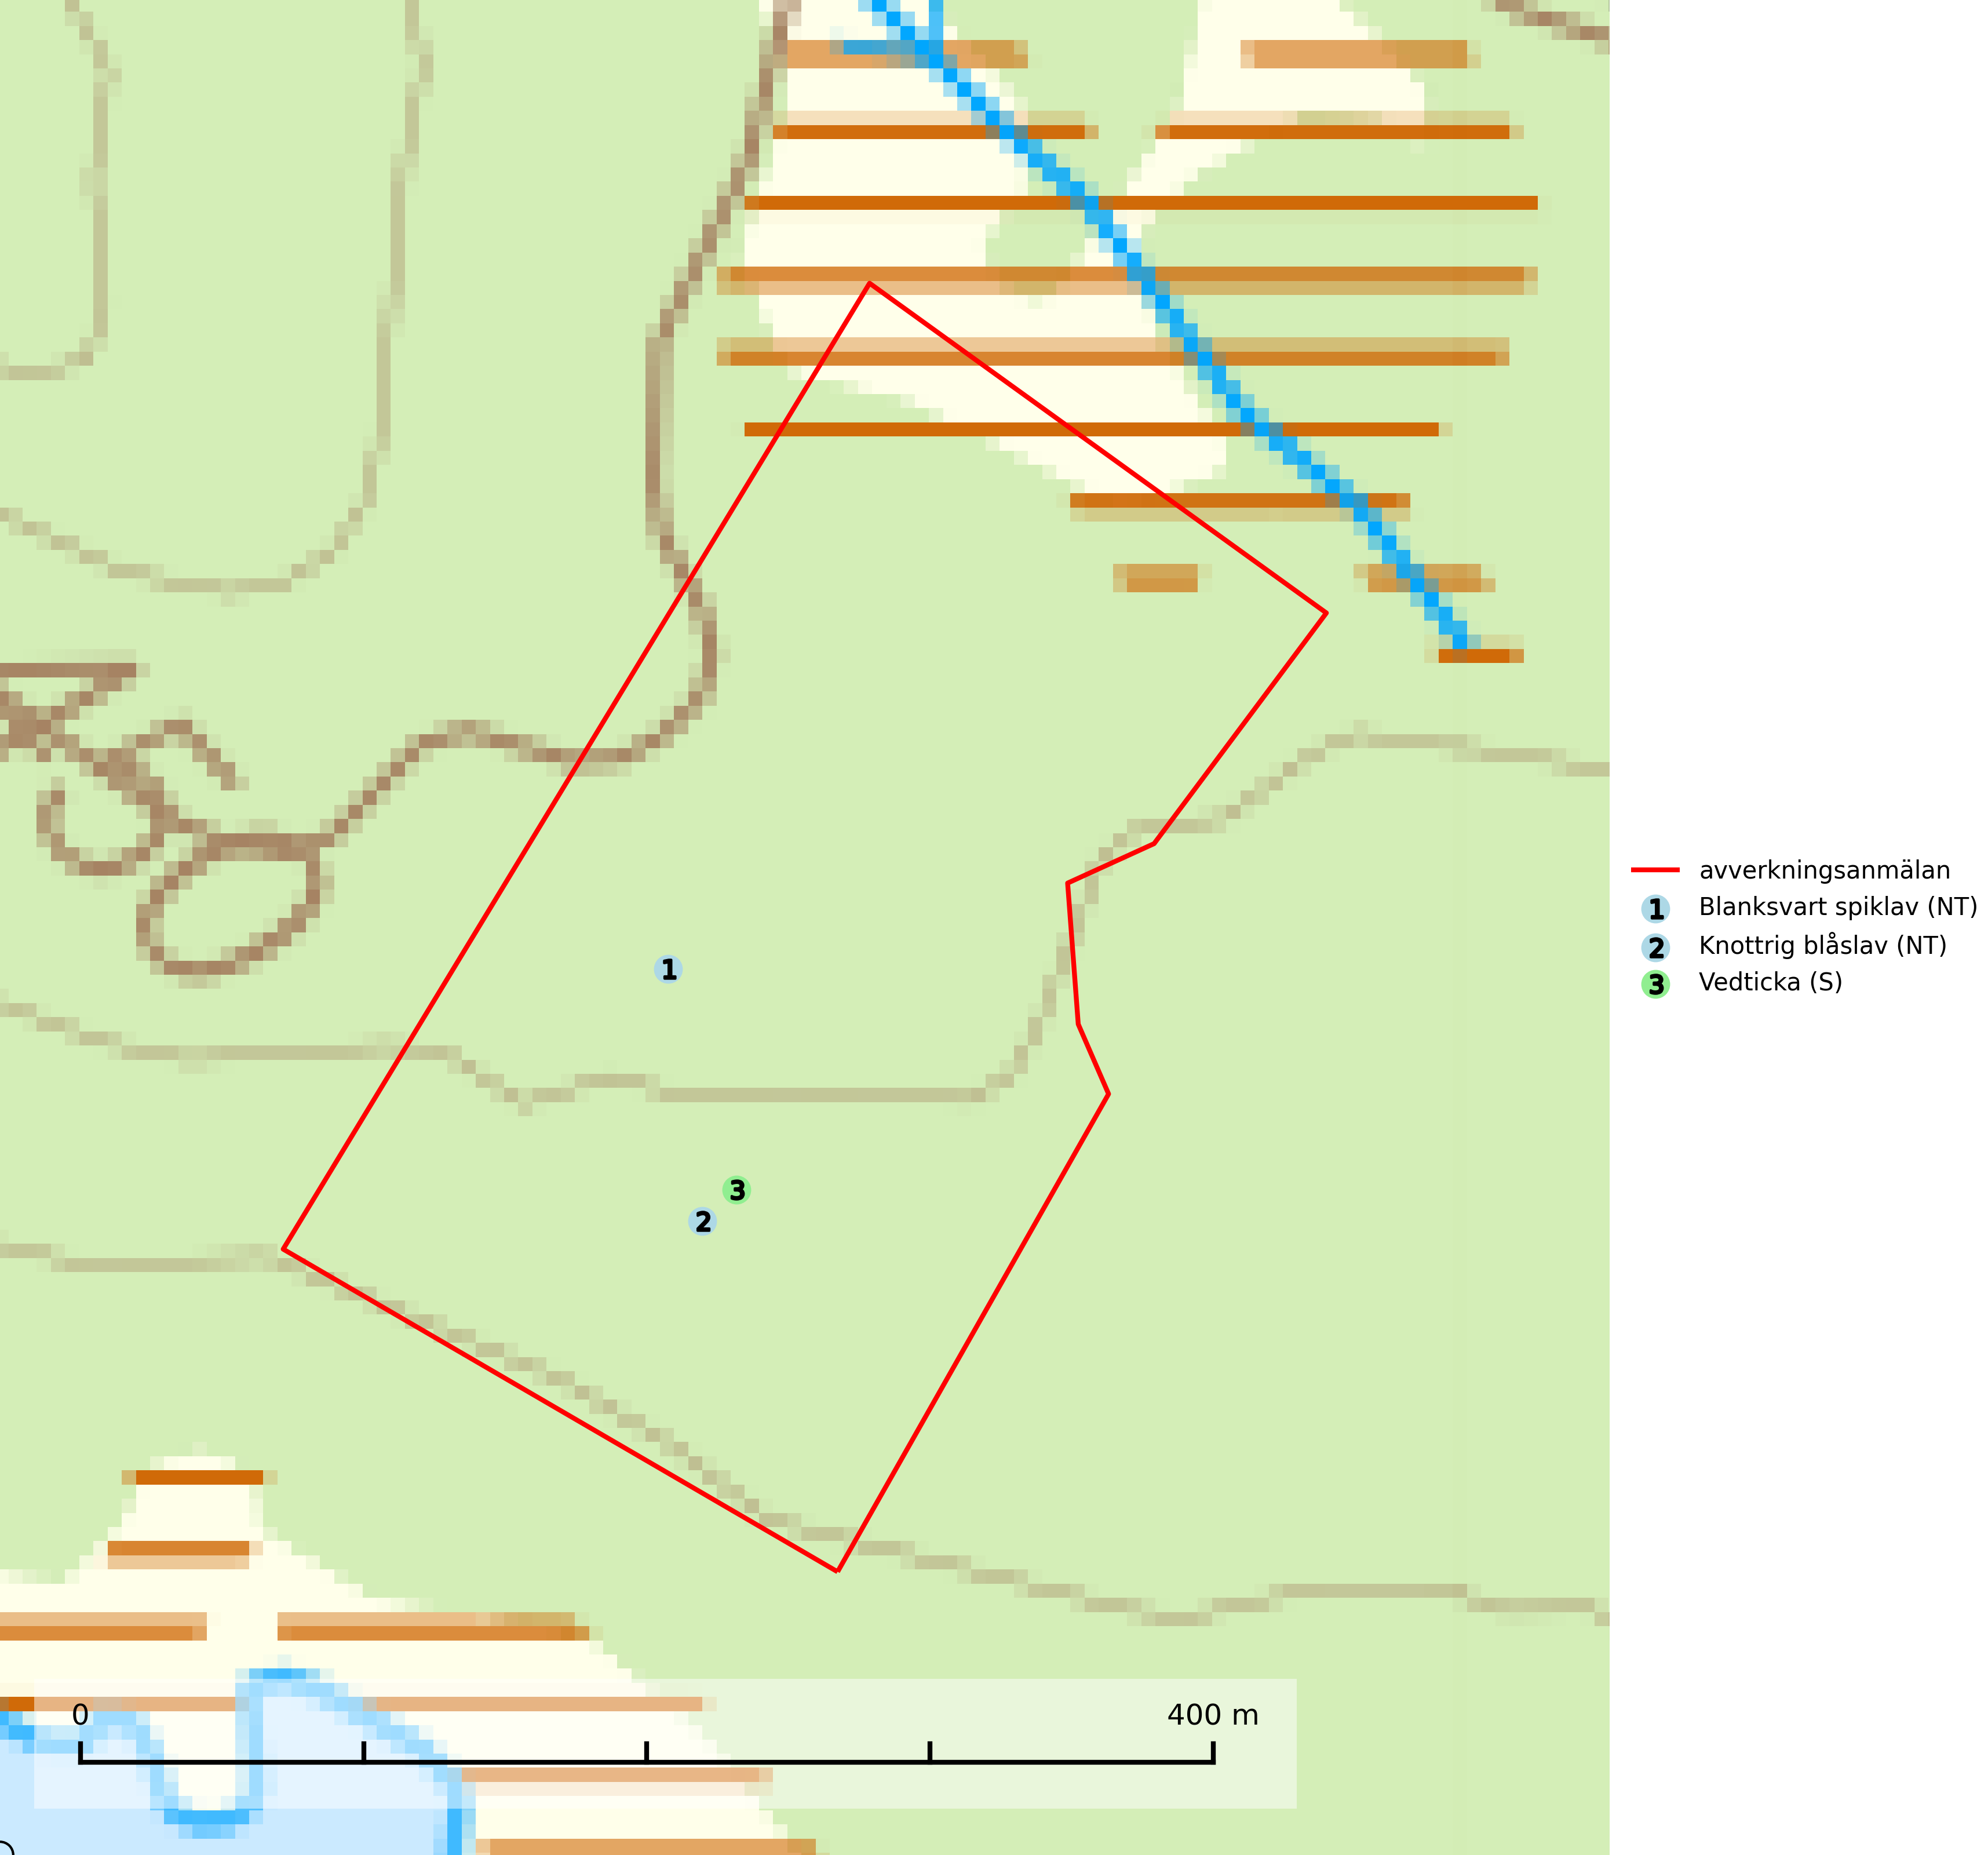 avverkningsanmälan
1 Blanksvart spiklav (NT)
2 Knottrig blåslav (NT)
3 Vedticka (S)
1
3
2
0 400 m